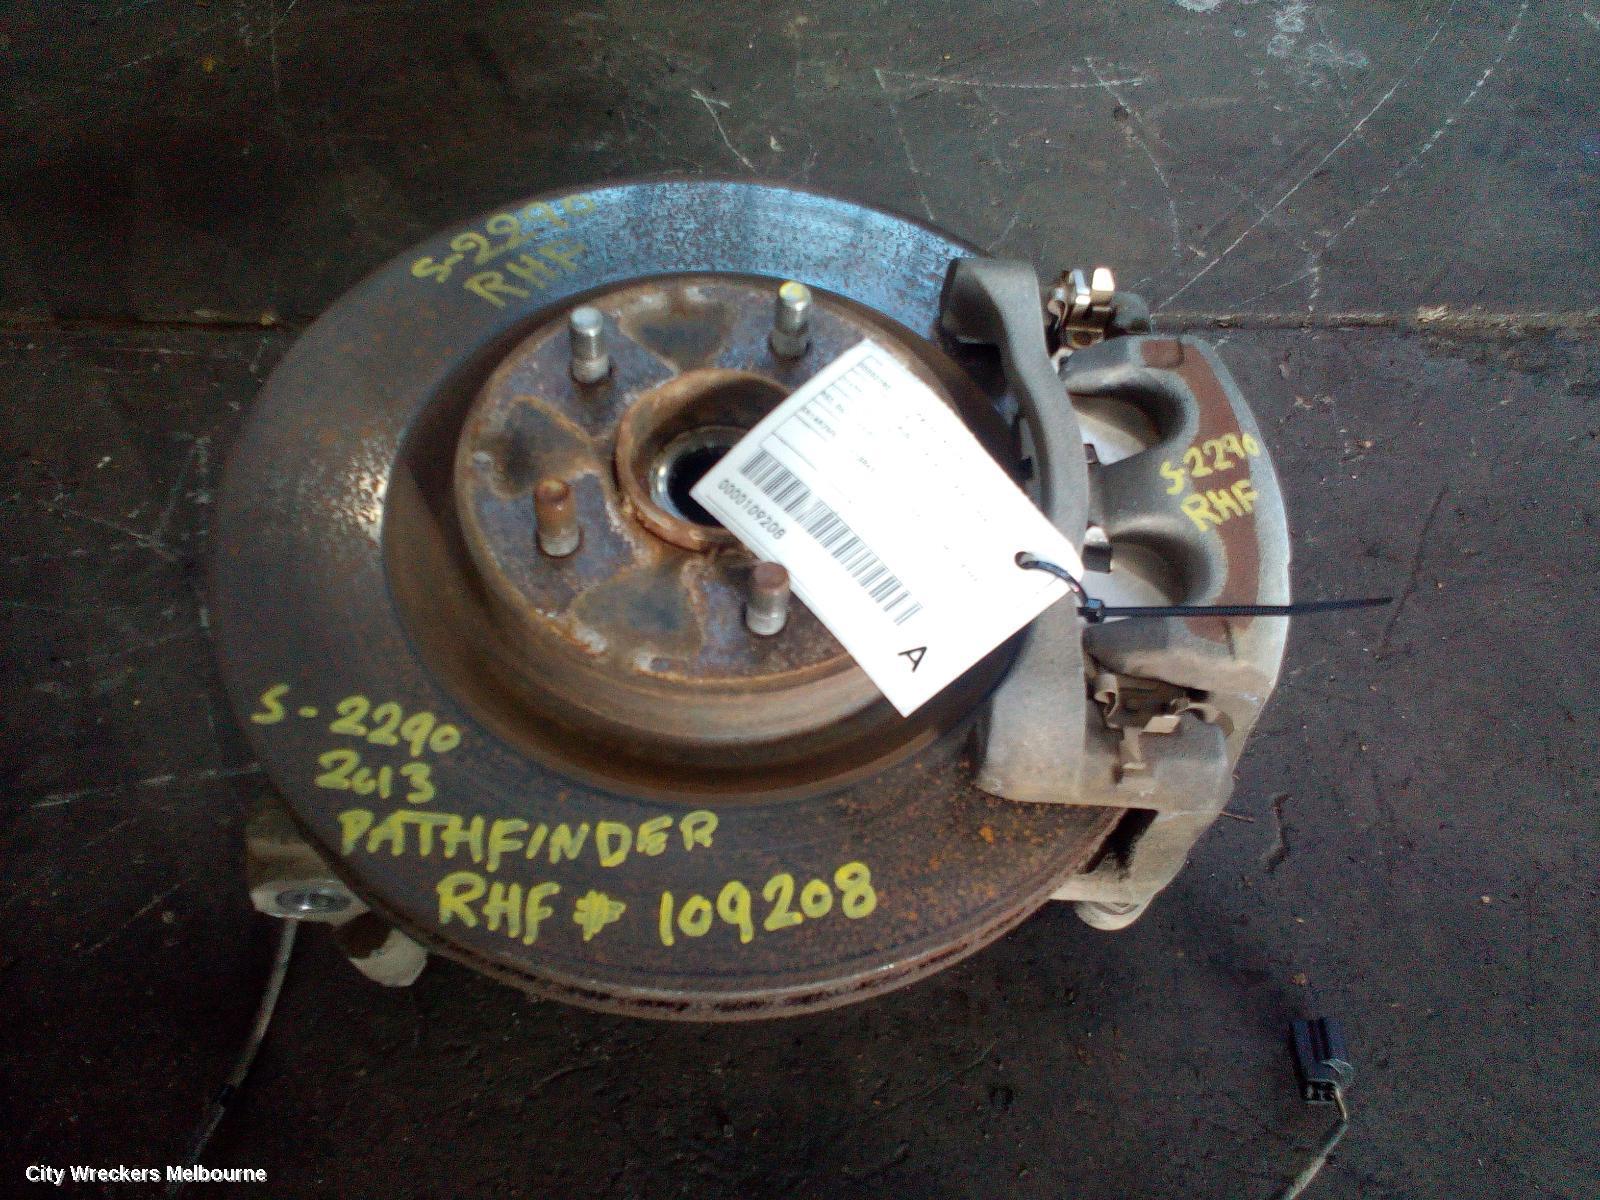 S-2290
RHF
S-2290
RHF
0000109208
A
S-2290
2013
PATHFINDER
RHF # 109208
City Wreckers Melbourne